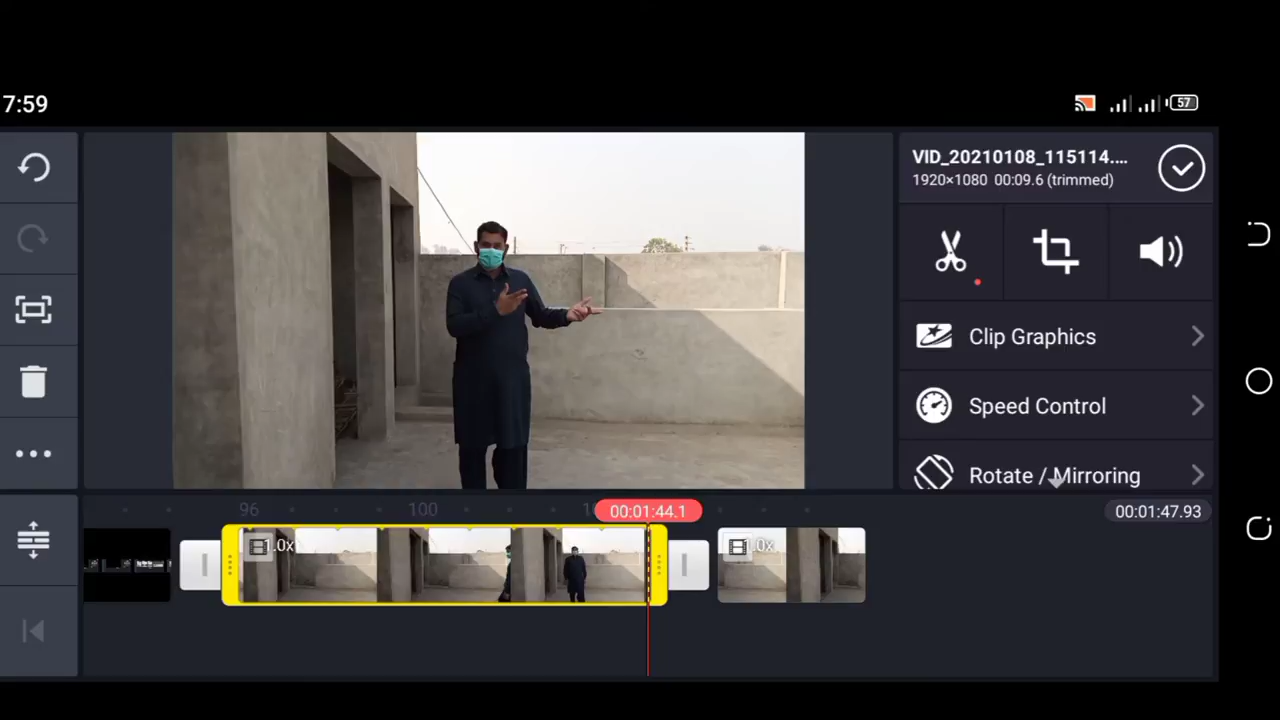 7:59
57
VID_20210108_115114....
1920×1080 00:09.6 (trimmed)
Clip Graphics
Speed Control
Rotate / Mirroring
96
100
00:01:44.1
00:01:47.93
1.0x
1.0x